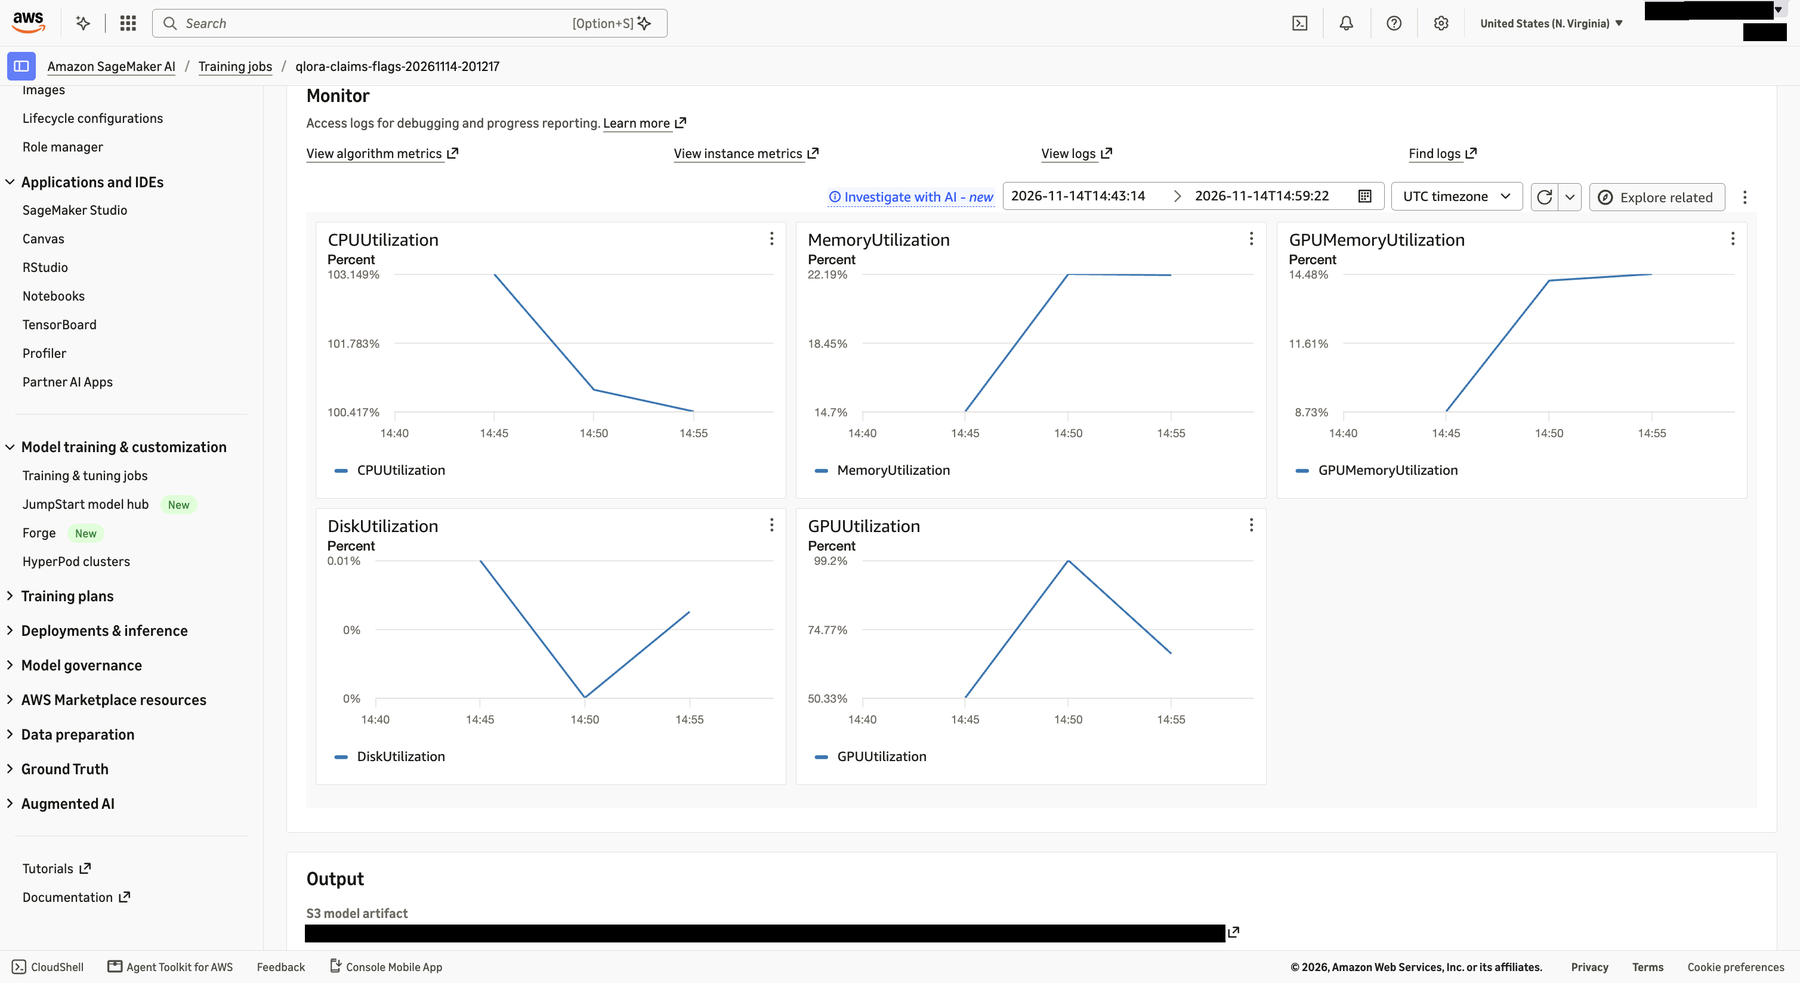 aws
Search [Option+S]
United States (N. Virginia)
Amazon SageMaker AI / Training jobs / qlora-claims-flags-20261114-201217
Images
Lifecycle configurations
Role manager
Applications and IDEs
SageMaker Studio
Canvas
RStudio
Notebooks
TensorBoard
Profiler
Partner AI Apps
Model training & customization
Training & tuning jobs
JumpStart model hub New
Forge New
HyperPod clusters
Training plans
Deployments & inference
Model governance
AWS Marketplace resources
Data preparation
Ground Truth
Augmented AI
Tutorials
Documentation
Monitor
Access logs for debugging and progress reporting. Learn more
View algorithm metrics View instance metrics View logs Find logs
Investigate with AI - new 2026-11-14T14:43:14 2026-11-14T14:59:22 UTC timezone Explore related
CPUUtilization
Percent
103.149%
101.783%
100.417%
14:40 14:45 14:50 14:55
CPUUtilization
MemoryUtilization
Percent
22.19%
18.45%
14.7%
14:40 14:45 14:50 14:55
MemoryUtilization
GPUMemoryUtilization
Percent
14.48%
11.61%
8.73%
14:40 14:45 14:50 14:55
GPUMemoryUtilization
DiskUtilization
Percent
0.01%
0%
0%
14:40 14:45 14:50 14:55
DiskUtilization
GPUUtilization
Percent
99.2%
74.77%
50.33%
14:40 14:45 14:50 14:55
GPUUtilization
Output
S3 model artifact
CloudShell Agent Toolkit for AWS Feedback Console Mobile App © 2026, Amazon Web Services, Inc. or its affiliates. Privacy Terms Cookie preferences